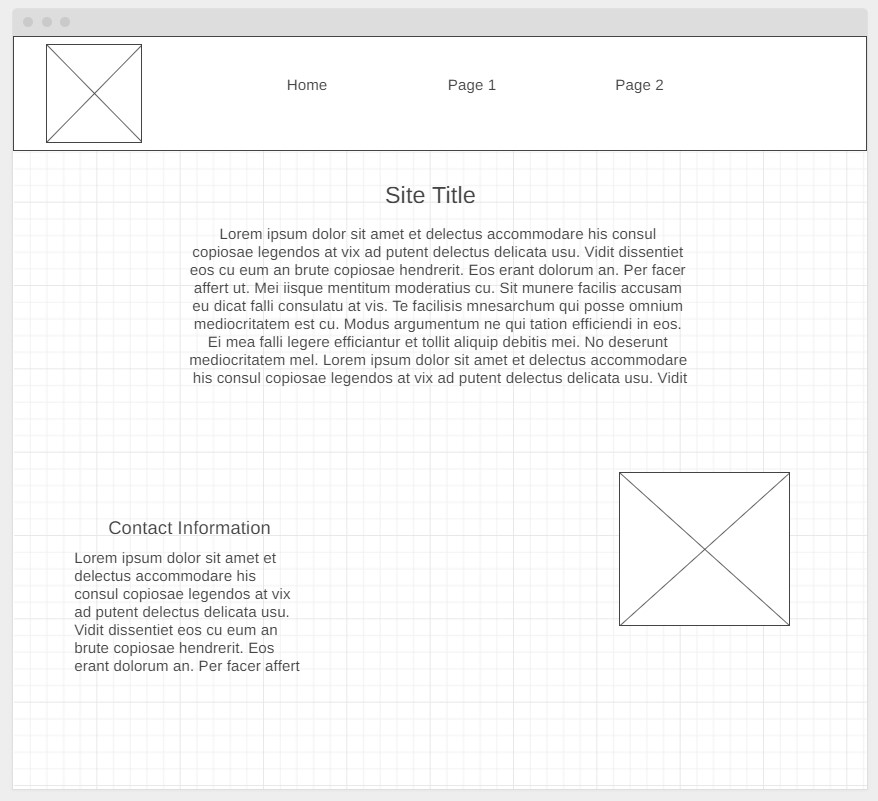 Home Page 1 Page 2
Site Title
Lorem ipsum dolor sit amet et delectus accommodare his consul
copiosae legendos at vix ad putent delectus delicata usu. Vidit dissentiet
eos cu eum an brute copiosae hendrerit. Eos erant dolorum an. Per facer
affert ut. Mei iisque mentitum moderatius cu. Sit munere facilis accusam
eu dicat falli consulatu at vis. Te facilisis mnesarchum qui posse omnium
mediocritatem est cu. Modus argumentum ne qui tation efficiendi in eos.
Ei mea falli legere efficiantur et tollit aliquip debitis mei. No deserunt
mediocritatem mel. Lorem ipsum dolor sit amet et delectus accommodare
his consul copiosae legendos at vix ad putent delectus delicata usu. Vidit
Contact Information
Lorem ipsum dolor sit amet et
delectus accommodare his
consul copiosae legendos at vix
ad putent delectus delicata usu.
Vidit dissentiet eos cu eum an
brute copiosae hendrerit. Eos
erant dolorum an. Per facer affert